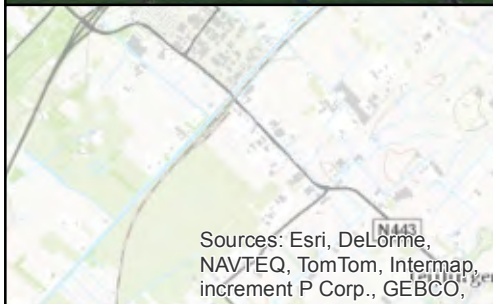 N443
Sources: Esri, DeLorme,
NAVTEQ, TomTom, Intermap,
increment P Corp., GEBCO,